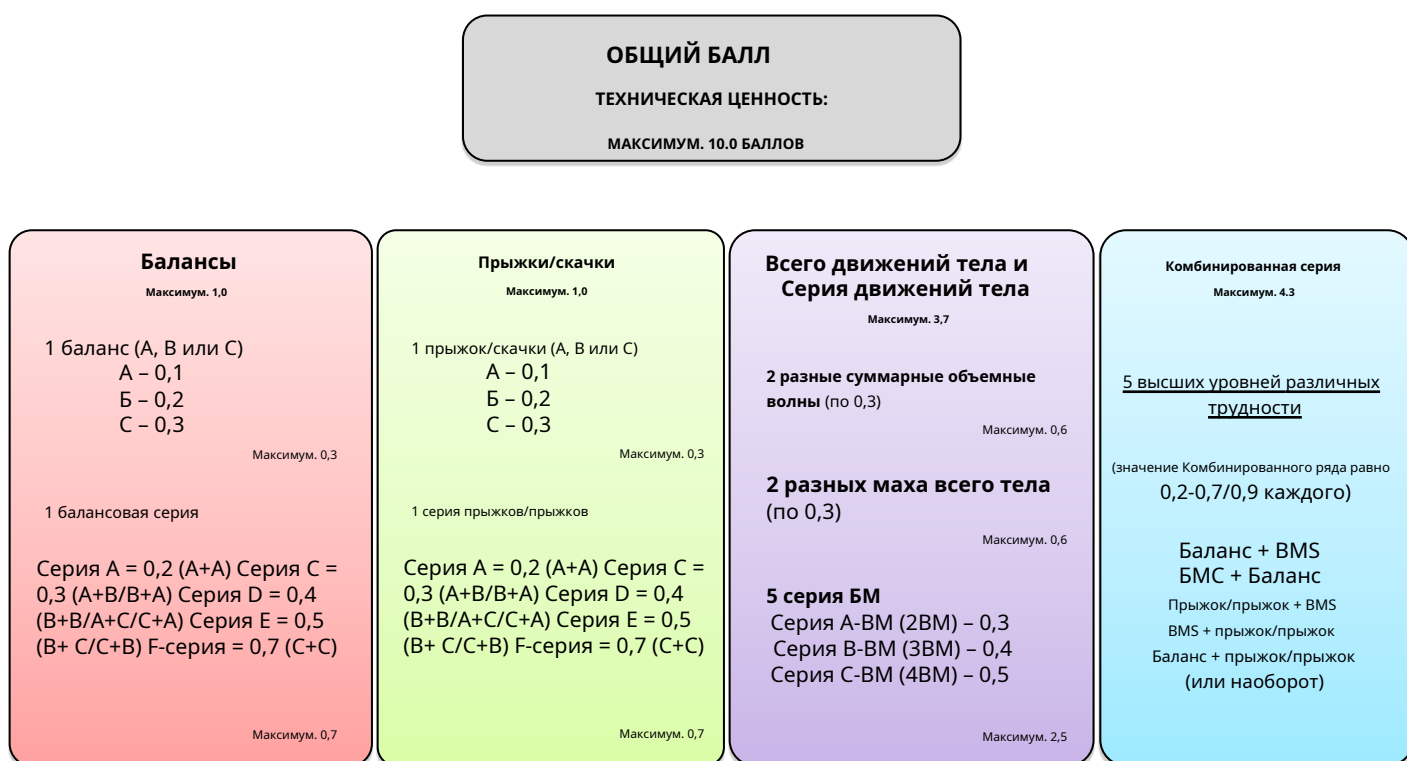 ОБЩИЙ БАЛЛ
ТЕХНИЧЕСКАЯ ЦЕННОСТЬ:
МАКСИМУМ. 10.0 БАЛЛОВ
Балансы
Максимум. 1,0
1 баланс (А, В или С)
А – 0,1
Б – 0,2
С – 0,3
Максимум. 0,3
1 балансовая серия
Серия А = 0,2 (А+А) Серия С =
0,3 (А+В/В+А) Серия D = 0,4
(В+В/А+С/С+А) Серия Е = 0,5
(В+ С/С+В) F-серия = 0,7 (С+С)
Максимум. 0,7
Прыжки/скачки
Максимум. 1,0
1 прыжок/скачки (А, В или С)
А – 0,1
Б – 0,2
С – 0,3
Максимум. 0,3
1 серия прыжков/прыжков
Серия А = 0,2 (А+А) Серия С =
0,3 (А+В/В+А) Серия D = 0,4
(В+В/А+С/С+А) Серия Е = 0,5
(В+ С/С+В) F-серия = 0,7 (С+С)
Максимум. 0,7
Всего движений тела и
Серия движений тела
Максимум. 3,7
2 разные суммарные объемные
волны (по 0,3)
Максимум. 0,6
2 разных маха всего тела
(по 0,3)
Максимум. 0,6
5 серия БМ
Серия А-ВМ (2ВМ) – 0,3
Серия В-ВМ (3ВМ) – 0,4
Серия С-ВМ (4ВМ) – 0,5
Максимум. 2,5
Комбинированная серия
Максимум. 4.3
5 высших уровней различных
трудности
(значение Комбинированного ряда равно
0,2-0,7/0,9 каждого)
Баланс + BMS
БМС + Баланс
Прыжок/прыжок + BMS
BMS + прыжок/прыжок
Баланс + прыжок/прыжок
(или наоборот)